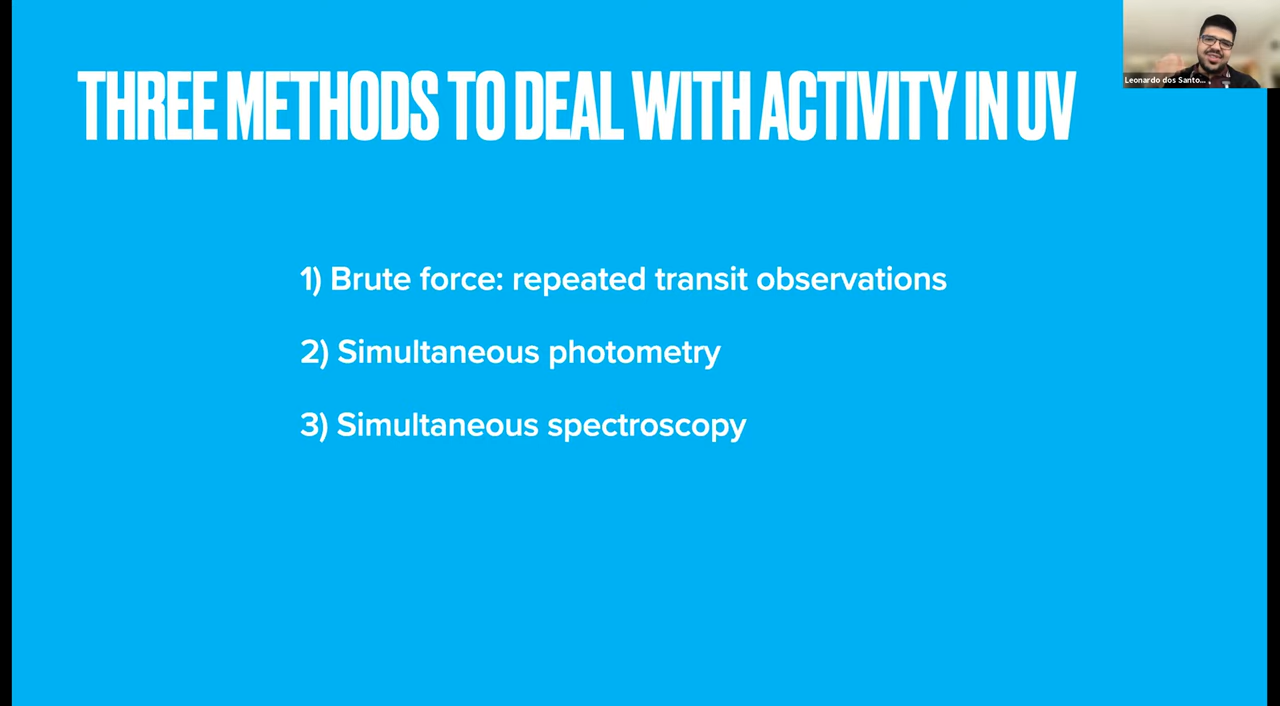 THREE METHODS TO DEAL WITH ACTIVITY IN UV
Leonardo dos Santo...
1) Brute force: repeated transit observations
2) Simultaneous photometry
3) Simultaneous spectroscopy